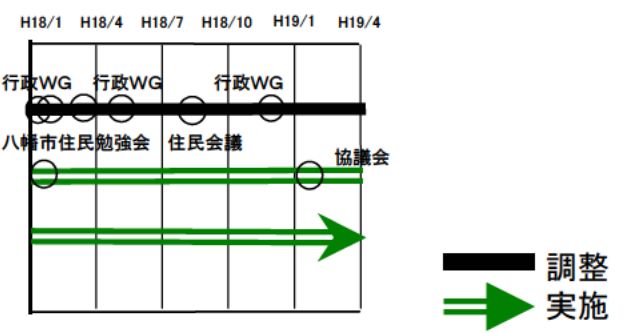 H18/1 H18/4 H18/7 H18/10 H19/1 H19/4
行政WG 行政WG 行政WG
八幡市住民勉強会 住民会議
協議会
調整
実施